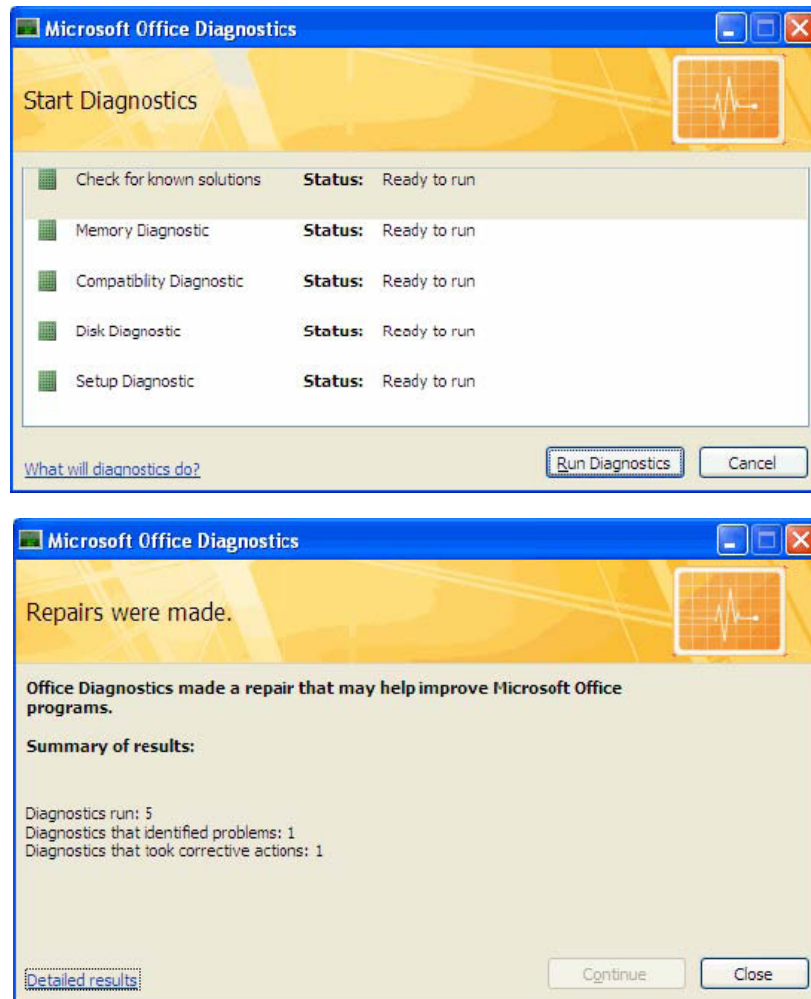 Microsoft Office Diagnostics
Start Diagnostics
Check for known solutions Status: Ready to run
Memory Diagnostic Status: Ready to run
Compatiblity Diagnostic Status: Ready to run
Disk Diagnostic Status: Ready to run
Setup Diagnostic Status: Ready to run
What will diagnostics do? Run Diagnostics Cancel
Microsoft Office Diagnostics
Repairs were made.
Office Diagnostics made a repair that may help improve Microsoft Office
programs.
Summary of results:
Diagnostics run: 5
Diagnostics that identified problems: 1
Diagnostics that took corrective actions: 1
Detailed results Continue Close